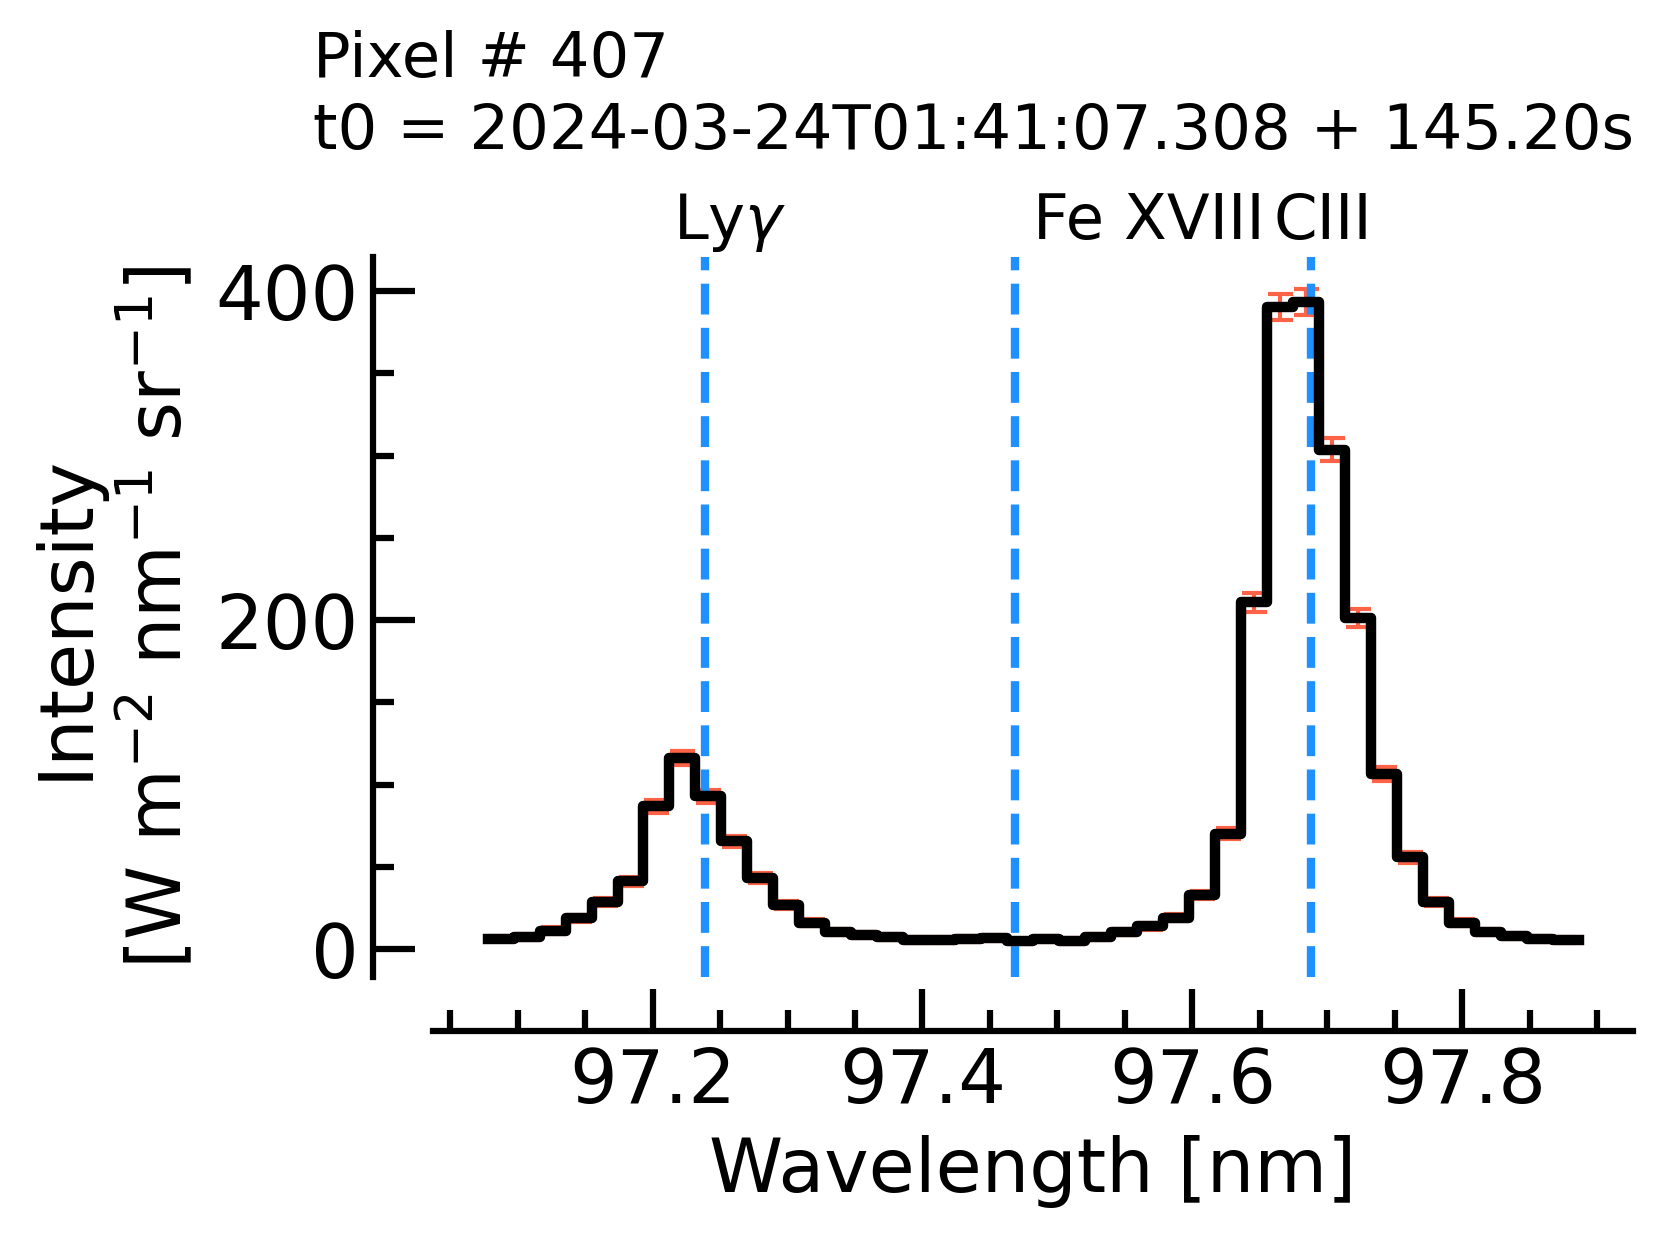 Pixel # 407
t0 = 2024-03-24T01:41:07.308 + 145.20s
Lyγ Fe XVIII CIII
Intensity
[W m⁻² nm⁻¹ sr⁻¹]
400
200
0
97.2 97.4 97.6 97.8
Wavelength [nm]